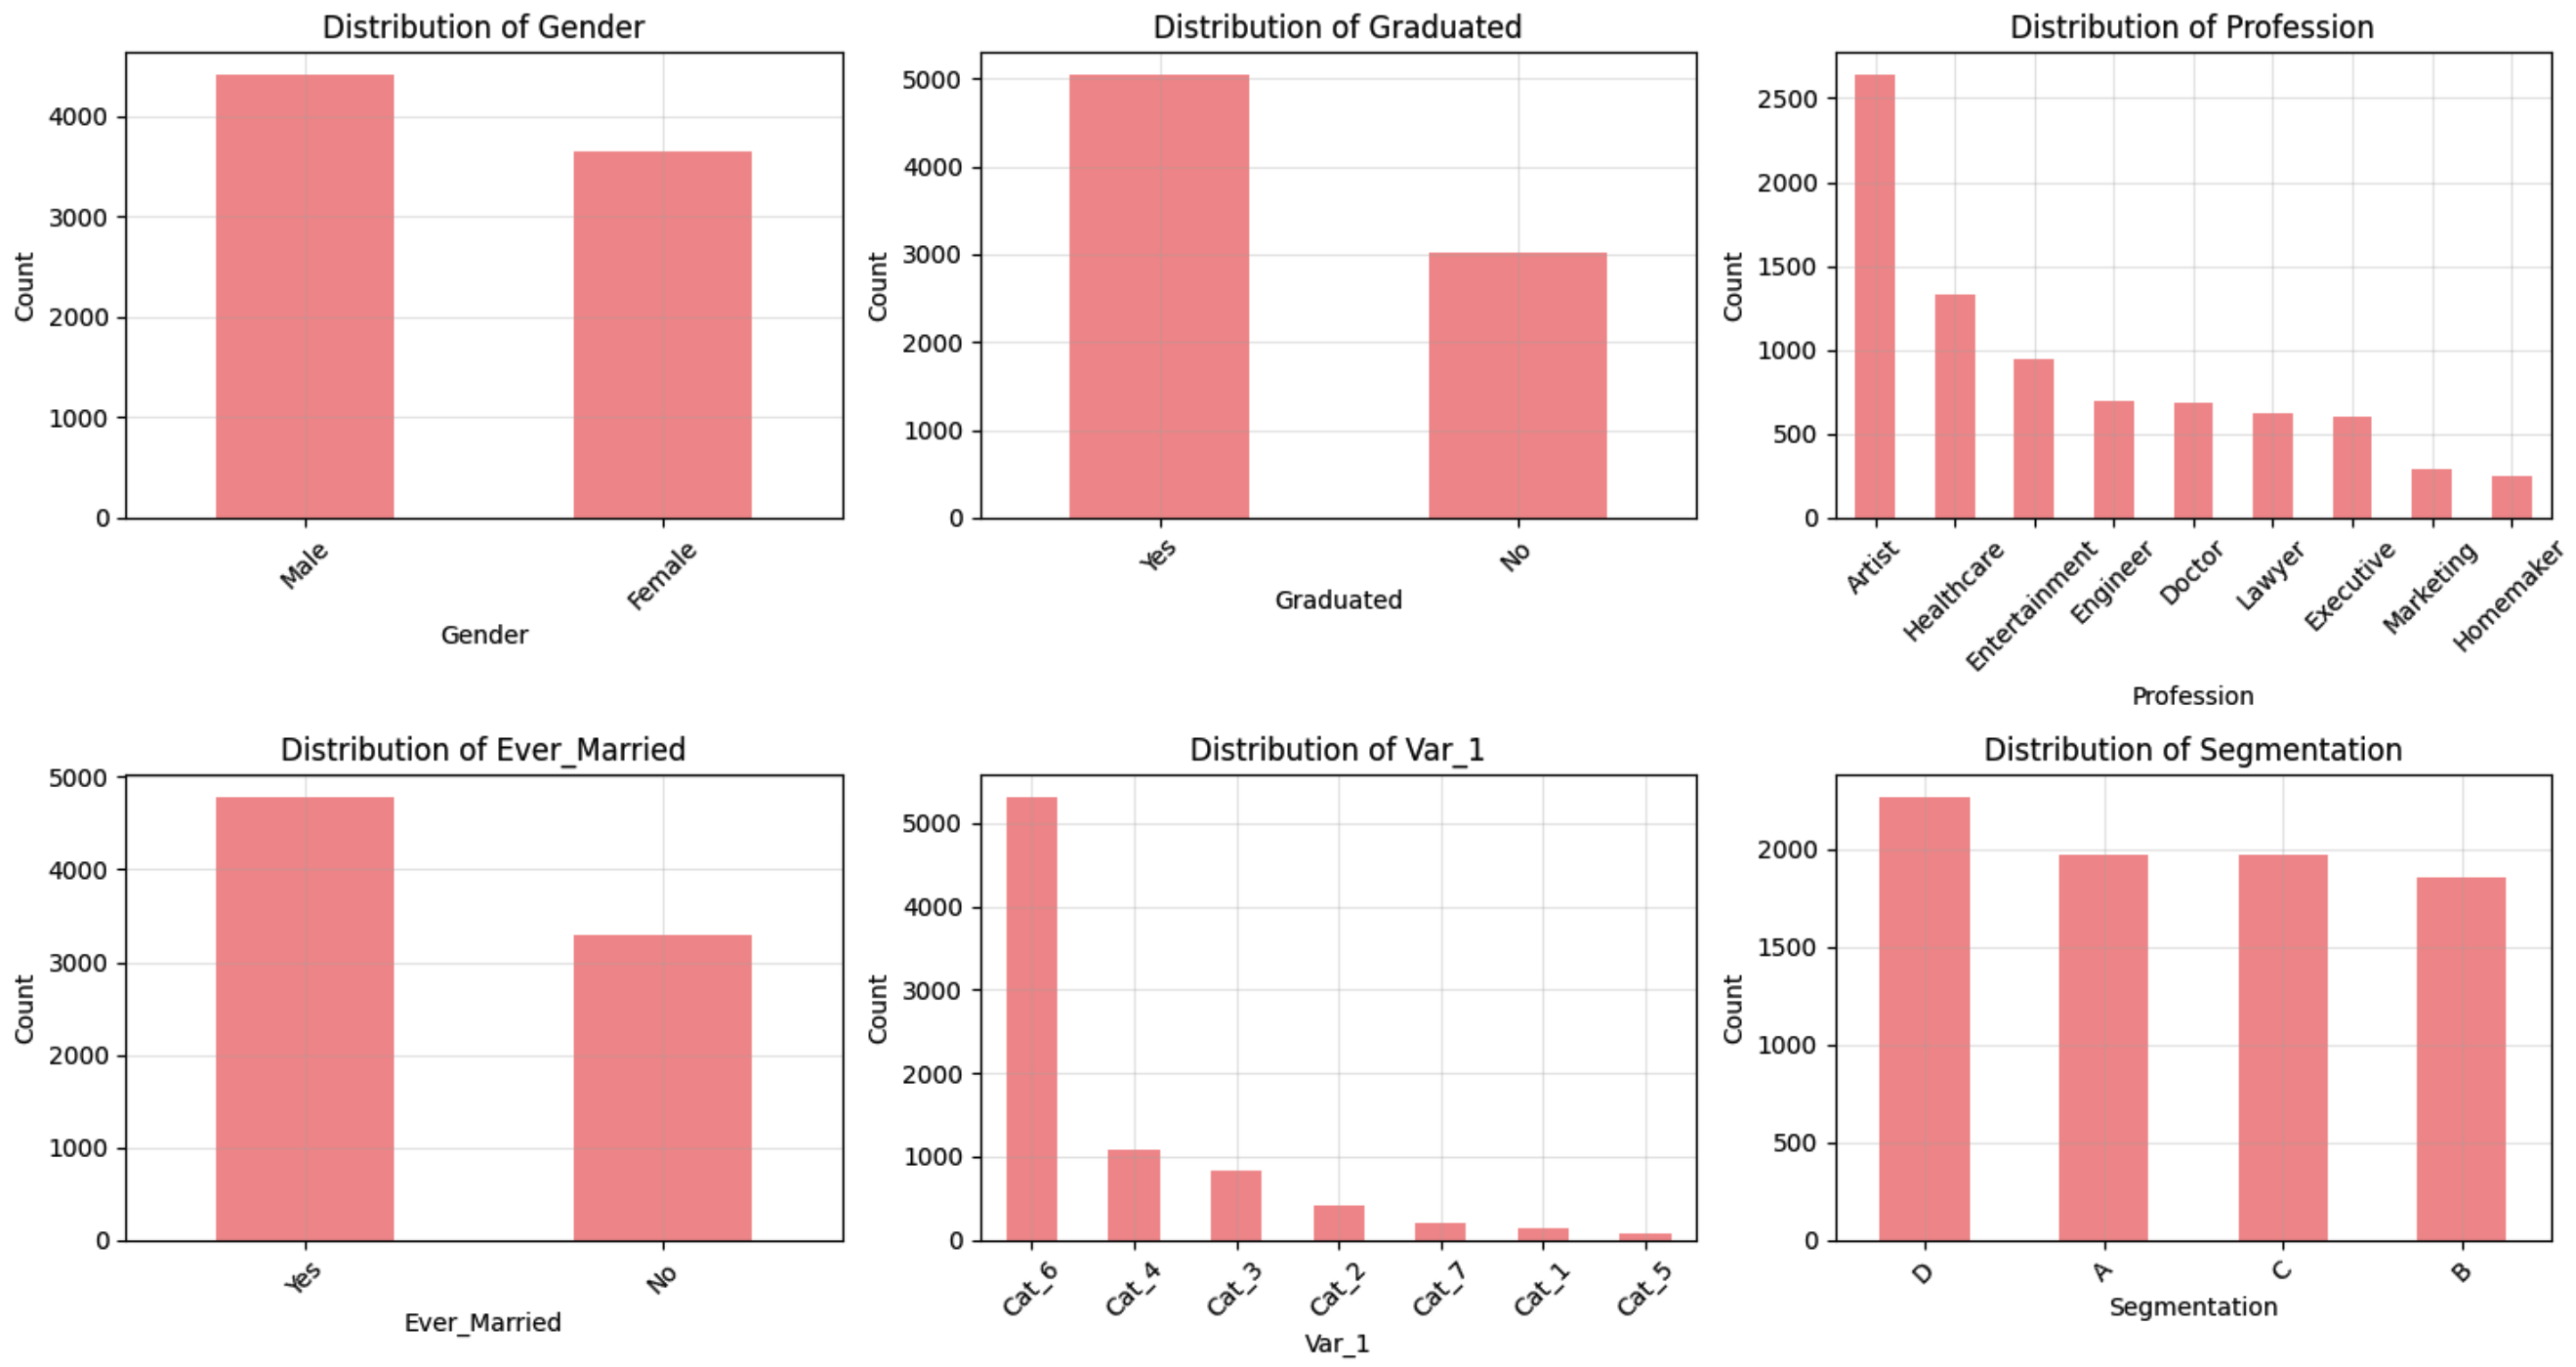 Distribution of Gender
Count
4000
3000
2000
1000
0
Male
Female
Gender
Distribution of Graduated
Count
5000
4000
3000
2000
1000
0
Yes
No
Graduated
Distribution of Profession
Count
2500
2000
1500
1000
500
0
Artist
Healthcare
Entertainment
Engineer
Doctor
Lawyer
Executive
Marketing
Homemaker
Profession
Distribution of Ever_Married
Count
5000
4000
3000
2000
1000
0
Yes
No
Ever_Married
Distribution of Var_1
Count
5000
4000
3000
2000
1000
0
Cat_6
Cat_4
Cat_3
Cat_2
Cat_7
Cat_1
Cat_5
Var_1
Distribution of Segmentation
Count
2000
1500
1000
500
0
D
A
C
B
Segmentation